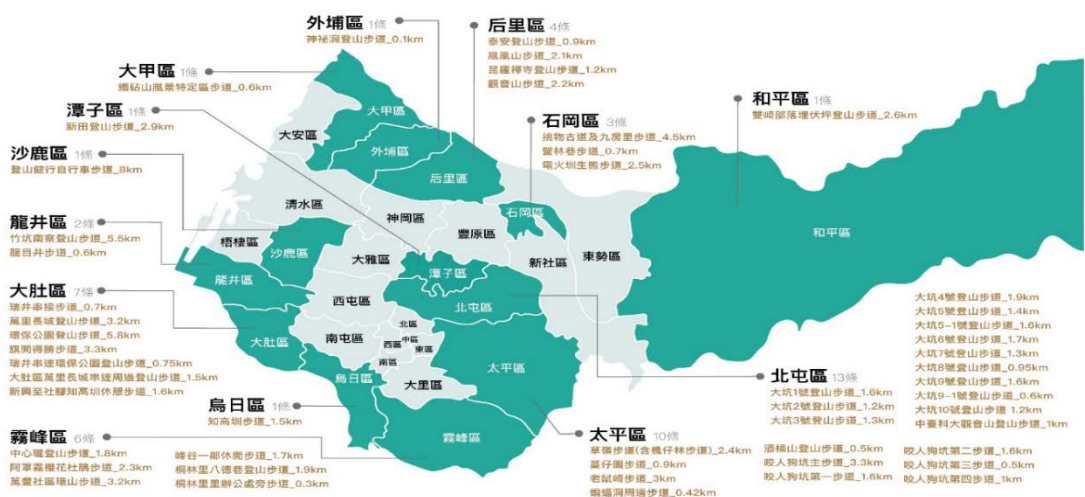 外埔區 1條
神祕洞登山步道_0.1km
后里區 4條
泰安登山步道_0.9km
鳳凰山步道_2.1km
毘廬禪寺登山步道_1.2km
觀音山步道_2.2km
大甲區 1條
鐵砧山風景特定區步道_0.6km
潭子區 1條
新田登山步道_2.9km
石岡區 3條
挑物古道及九房里步道_4.5km
營林巷步道_0.7km
電火圳生態步道_2.5km
和平區 1條
雙崎部落埋伏坪登山步道_2.6km
沙鹿區 1條
登山健行自行車步道_8km
龍井區 2條
竹坑南寮登山步道_5.5km
龍目井步道_0.6km
大肚區 7條
瑞井串接步道_0.7km
萬里長城登山步道_3.2km
環保公園登山步道_5.8km
旗開得勝步道_3.3km
瑞井串連環保公園登山步道_0.75km
大肚區萬里長城串連周邊登山步道_1.5km
新興至社腳知高圳休憩步道_1.6km
烏日區 1條
知高圳步道_1.5km
霧峰區 6條
中心瓏登山步道_1.8km
阿罩霧櫻花杜鵑步道_2.3km
萬豐社區環山步道_3.2km
峰谷一鄰休閒步道_1.7km
桐林里八德巷登山步道_1.9km
桐林里里辦公處旁步道_0.3km
太平區 10條
草嶺步道(含楓仔林步道)_2.4km
菱仔園步道_0.9km
老鼠崎步道_3km
蝙蝠洞周邊步道_0.42km
酒桶山登山步道_0.5km
咬人狗坑主步道_3.3km
咬人狗坑第一步道_1.6km
咬人狗坑第二步道_1.6km
咬人狗坑第三步道_0.5km
咬人狗坑第四步道_1km
北屯區 13條
大坑1號登山步道_1.6km
大坑2號登山步道_1.2km
大坑3號登山步道_1.3km
大坑4號登山步道_1.9km
大坑5號登山步道_1.4km
大坑5-1號登山步道_1.6km
大坑6號登山步道_1.7km
大坑7號登山步道_1.3km
大坑8號登山步道_0.95km
大坑9號登山步道_1.6km
大坑9-1號登山步道_0.6km
大坑10號登山步道 1.2km
中臺科大觀音山登山步道_1km
大甲區
大安區
外埔區
后里區
清水區
神岡區
豐原區
石岡區
東勢區
新社區
和平區
梧棲區
沙鹿區
大雅區
潭子區
龍井區
西屯區
北屯區
大肚區
南屯區
北區
西區
中區
東區
南區
太平區
烏日區
大里區
霧峰區